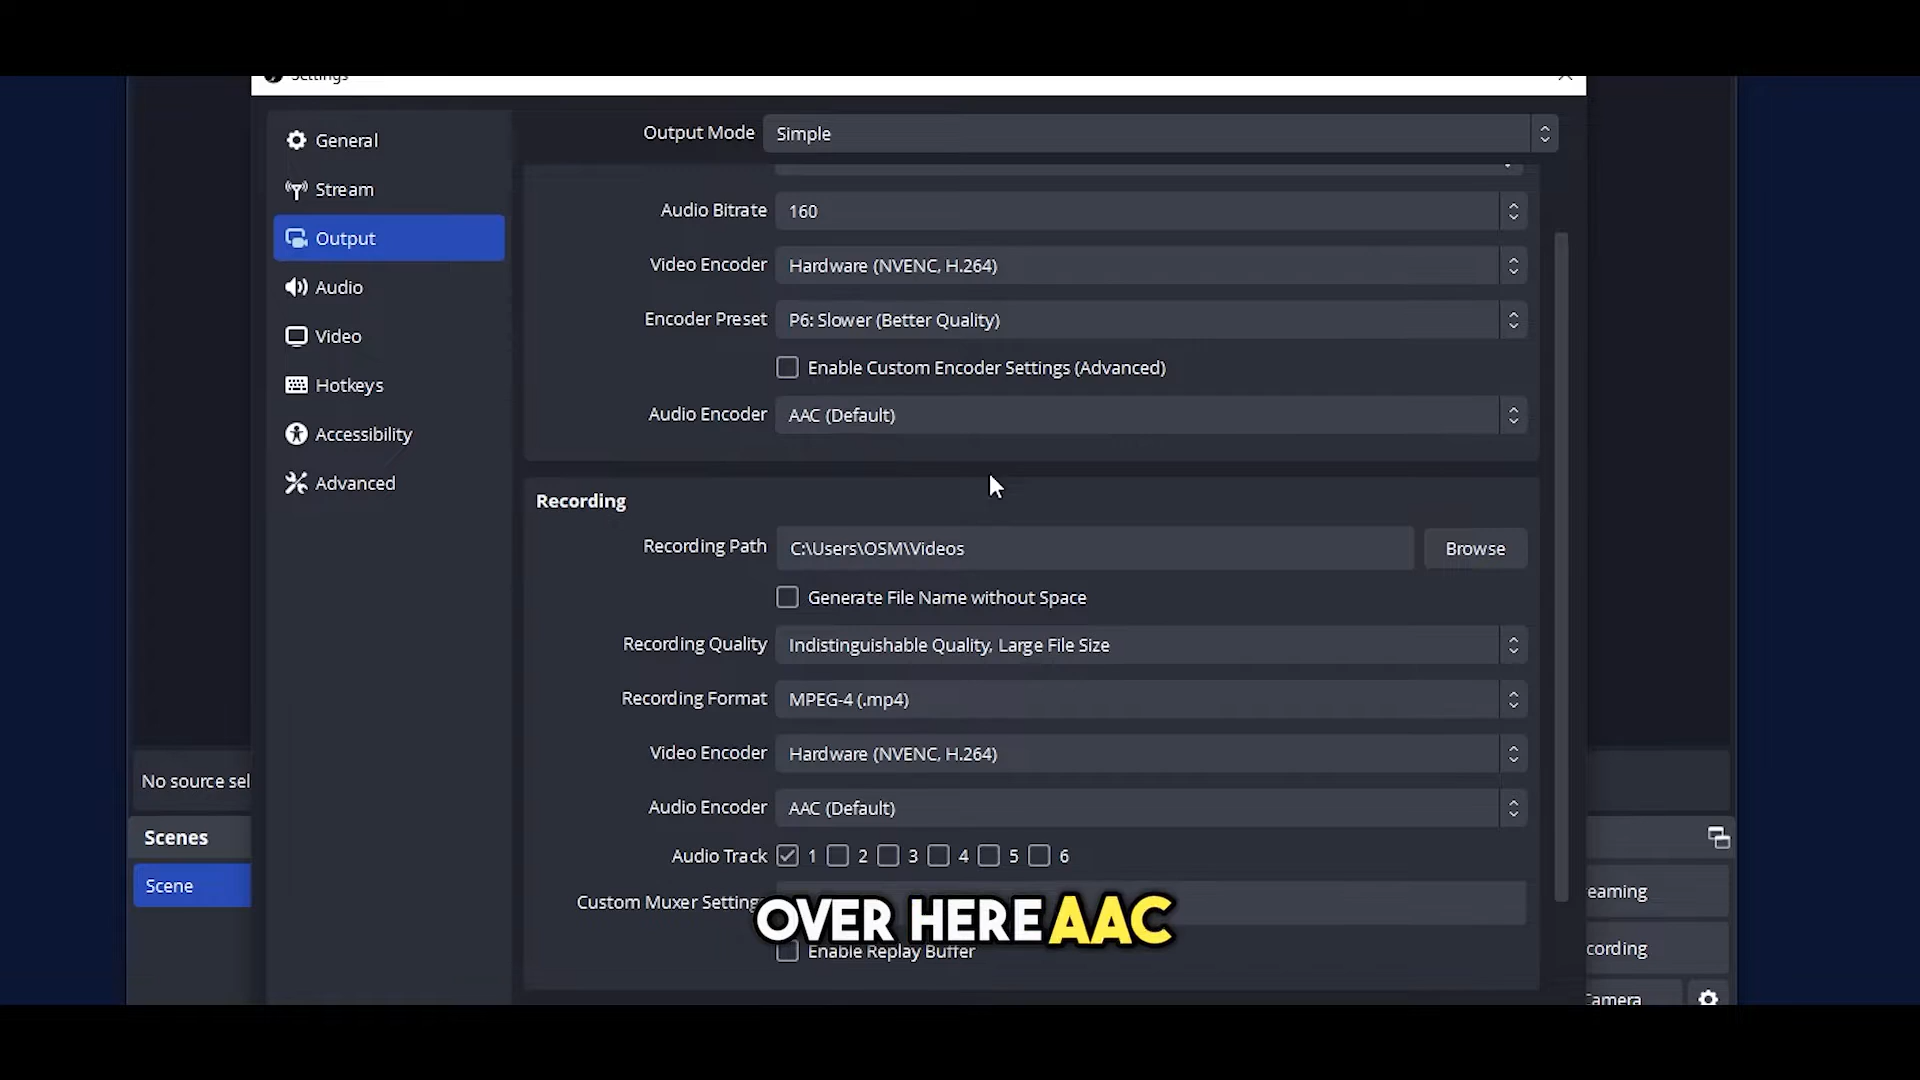 Settings
General
Stream
Output
Audio
Video
Hotkeys
Accessibility
Advanced
Output Mode Simple
Audio Bitrate 160
Video Encoder Hardware (NVENC, H.264)
Encoder Preset P6: Slower (Better Quality)
Enable Custom Encoder Settings (Advanced)
Audio Encoder AAC (Default)
Recording
Recording Path C:\Users\OSM\Videos Browse
Generate File Name without Space
Recording Quality Indistinguishable Quality, Large File Size
Recording Format MPEG-4 (.mp4)
Video Encoder Hardware (NVENC, H.264)
Audio Encoder AAC (Default)
Audio Track 1 2 3 4 5 6
Custom Muxer Setting
OVER HERE AAC
Enable Replay Buffer
No source sel
Scenes
Scene
eaming
cording
Camera